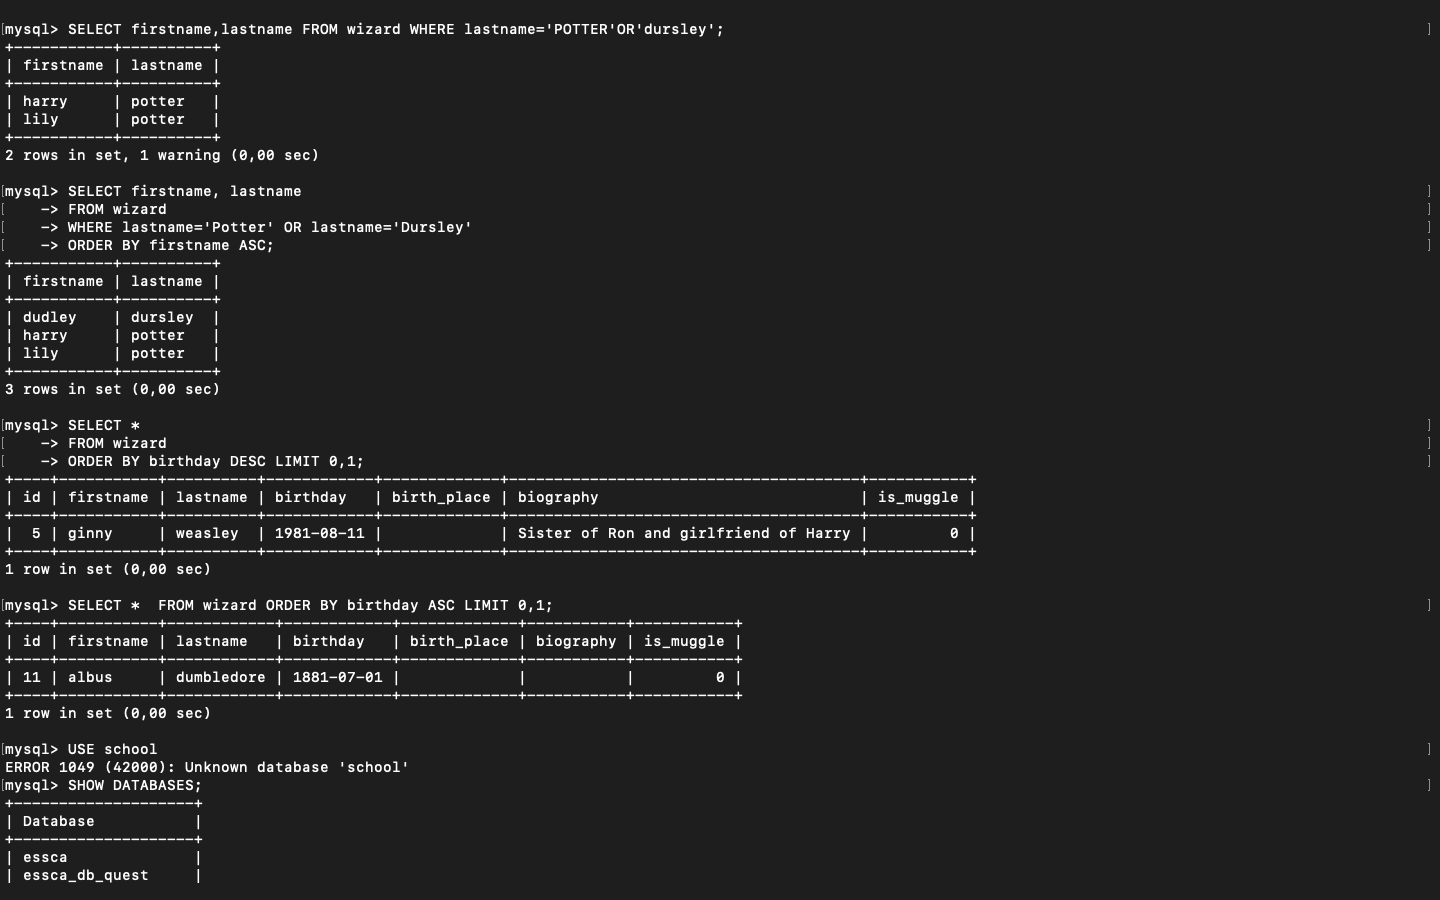 [mysql> SELECT firstname,lastname FROM wizard WHERE lastname='POTTER'OR'dursley'; ]
+-----------+----------+
| firstname | lastname |
+-----------+----------+
| harry     | potter   |
| lily      | potter   |
+-----------+----------+
2 rows in set, 1 warning (0,00 sec)
[mysql> SELECT firstname, lastname ]
[    -> FROM wizard ]
[    -> WHERE lastname='Potter' OR lastname='Dursley' ]
[    -> ORDER BY firstname ASC; ]
+-----------+----------+
| firstname | lastname |
+-----------+----------+
| dudley    | dursley  |
| harry     | potter   |
| lily      | potter   |
+-----------+----------+
3 rows in set (0,00 sec)
[mysql> SELECT * ]
[    -> FROM wizard ]
[    -> ORDER BY birthday DESC LIMIT 0,1; ]
+----+-----------+----------+------------+-------------+---------------------------------------+-----------+
| id | firstname | lastname | birthday   | birth_place | biography                             | is_muggle |
+----+-----------+----------+------------+-------------+---------------------------------------+-----------+
|  5 | ginny     | weasley  | 1981-08-11 |             | Sister of Ron and girlfriend of Harry |         0 |
+----+-----------+----------+------------+-------------+---------------------------------------+-----------+
1 row in set (0,00 sec)
[mysql> SELECT *  FROM wizard ORDER BY birthday ASC LIMIT 0,1; ]
+----+-----------+------------+------------+-------------+-----------+-----------+
| id | firstname | lastname   | birthday   | birth_place | biography | is_muggle |
+----+-----------+------------+------------+-------------+-----------+-----------+
| 11 | albus     | dumbledore | 1881-07-01 |             |           |         0 |
+----+-----------+------------+------------+-------------+-----------+-----------+
1 row in set (0,00 sec)
[mysql> USE school ]
ERROR 1049 (42000): Unknown database 'school'
[mysql> SHOW DATABASES; ]
+--------------------+
| Database           |
+--------------------+
| essca              |
| essca_db_quest     |